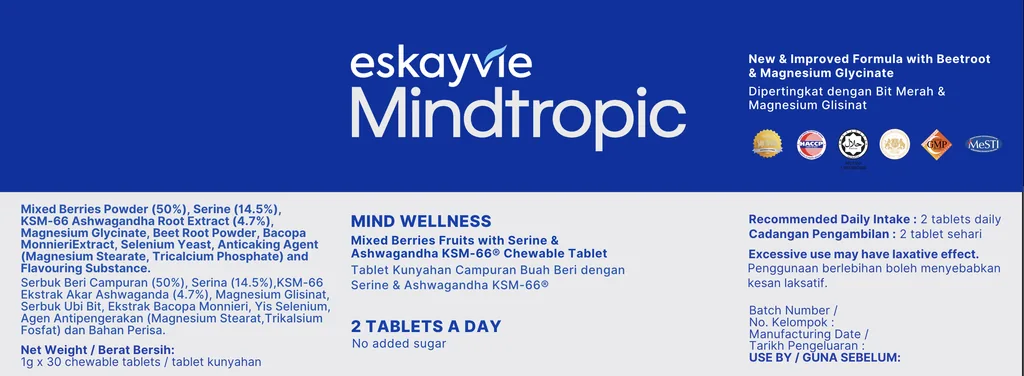 eskayvie
Mindtropic
New & Improved Formula with Beetroot
& Magnesium Glycinate
Dipertingkat dengan Bit Merah &
Magnesium Glisinat
HACCP
GMP
MeSTI
Mixed Berries Powder (50%), Serine (14.5%),
KSM-66 Ashwagandha Root Extract (4.7%),
Magnesium Glycinate, Beet Root Powder, Bacopa
MonnieriExtract, Selenium Yeast, Anticaking Agent
(Magnesium Stearate, Tricalcium Phosphate) and
Flavouring Substance.
Serbuk Beri Campuran (50%), Serina (14.5%),KSM-66
Ekstrak Akar Ashwaganda (4.7%), Magnesium Glisinat,
Serbuk Ubi Bit, Ekstrak Bacopa Monnieri, Yis Selenium,
Agen Antipengerakan (Magnesium Stearat,Trikalsium
Fosfat) dan Bahan Perisa.
Net Weight / Berat Bersih:
1g x 30 chewable tablets / tablet kunyahan
MIND WELLNESS
Mixed Berries Fruits with Serine &
Ashwagandha KSM-66® Chewable Tablet
Tablet Kunyahan Campuran Buah Beri dengan
Serine & Ashwagandha KSM-66®
2 TABLETS A DAY
No added sugar
Recommended Daily Intake : 2 tablets daily
Cadangan Pengambilan : 2 tablet sehari
Excessive use may have laxative effect.
Penggunaan berlebihan boleh menyebabkan
kesan laksatif.
Batch Number /
No. Kelompok :
Manufacturing Date /
Tarikh Pengeluaran :
USE BY / GUNA SEBELUM: